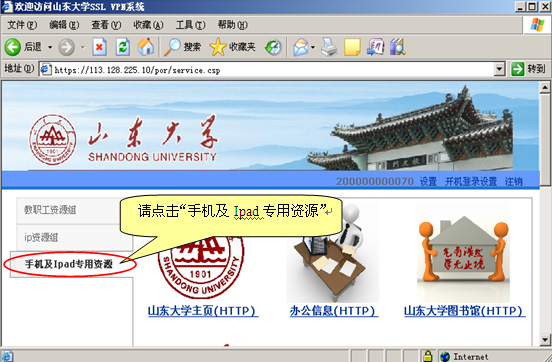 欢迎访问山东大学SSL VPN系统
文件(F) 编辑(E) 查看(V) 收藏(A) 工具(T) 帮助(H)
后退 搜索 收藏夹
地址(D) https://113.128.225.10/por/service.csp 转到
山东大学
SHANDONG UNIVERSITY
1901
200000000070 设置 开机登录设置 注销
教职工资源组
请点击“手机及Ipad专用资源”
ip资源组
手机及Ipad专用资源
1901
山东大学主页(HTTP) 办公信息(HTTP) 山东大学图书馆(HTTP)
Internet